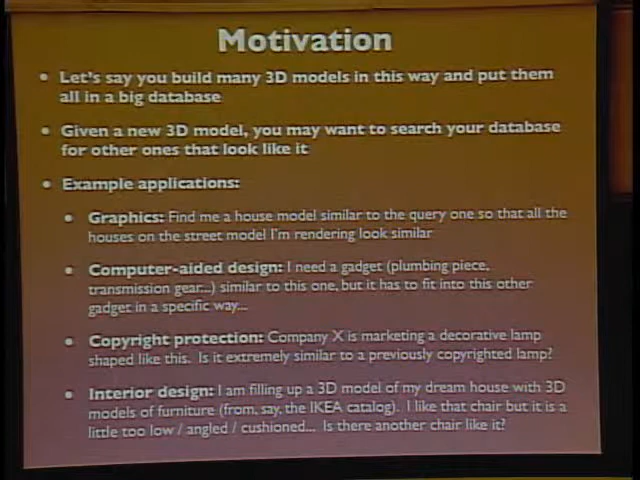 Motivation
• Let's say you build many 3D models in this way and put them
all in a big database
• Given a new 3D model, you may want to search your database
for other ones that look like it
• Example applications:
• Graphics: Find me a house model similar to the query one so that all the
houses on the street model I'm rendering look similar
• Computer-aided design: I need a gadget (plumbing piece,
transmission gear...) similar to this one, but it has to fit into this other
gadget in a specific way...
• Copyright protection: Company X is marketing a decorative lamp
shaped like this. Is it extremely similar to a previously copyrighted lamp?
• Interior design: I am filling up a 3D model of my dream house with 3D
models of furniture (from, say, the IKEA catalog). I like that chair but it is a
little too low / angled / cushioned... Is there another chair like it?